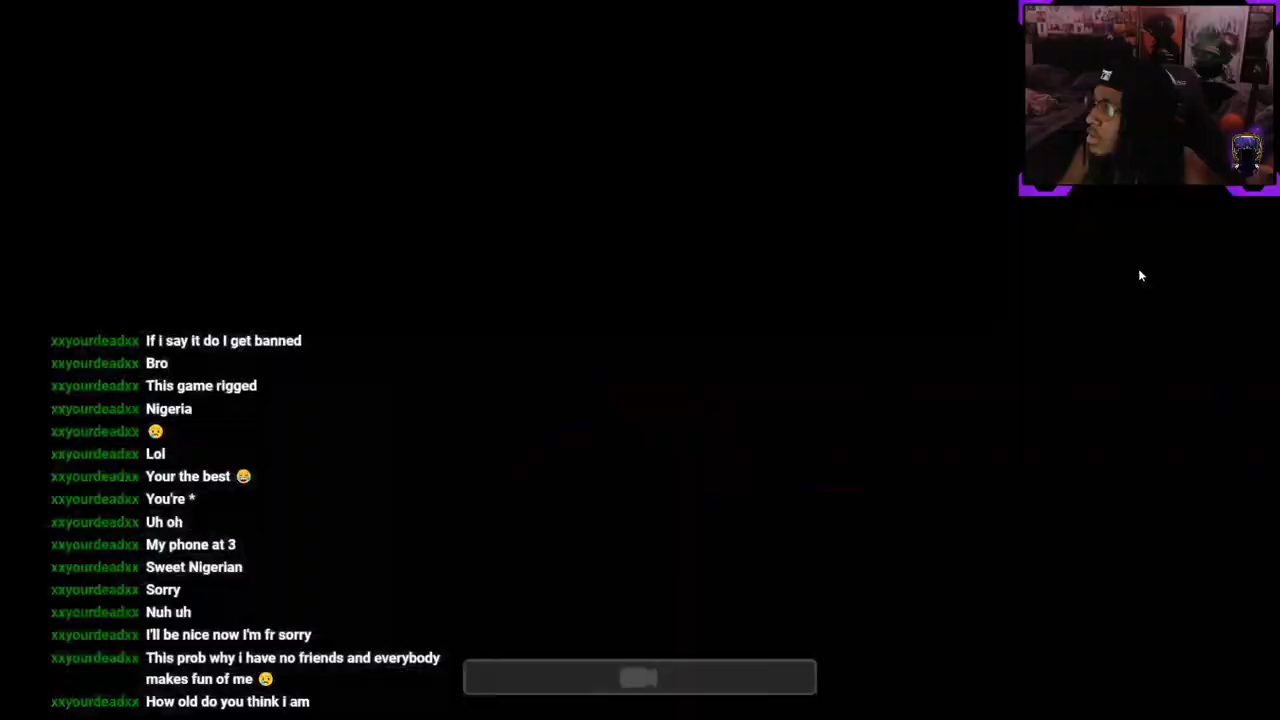 xxyourdeadxx If i say it do I get banned
xxyourdeadxx Bro
xxyourdeadxx This game rigged
xxyourdeadxx Nigeria
xxyourdeadxx 😥
xxyourdeadxx Lol
xxyourdeadxx Your the best 😂
xxyourdeadxx You're *
xxyourdeadxx Uh oh
xxyourdeadxx My phone at 3
xxyourdeadxx Sweet Nigerian
xxyourdeadxx Sorry
xxyourdeadxx Nuh uh
xxyourdeadxx I'll be nice now I'm fr sorry
xxyourdeadxx This prob why i have no friends and everybody
makes fun of me 😥
xxyourdeadxx How old do you think i am